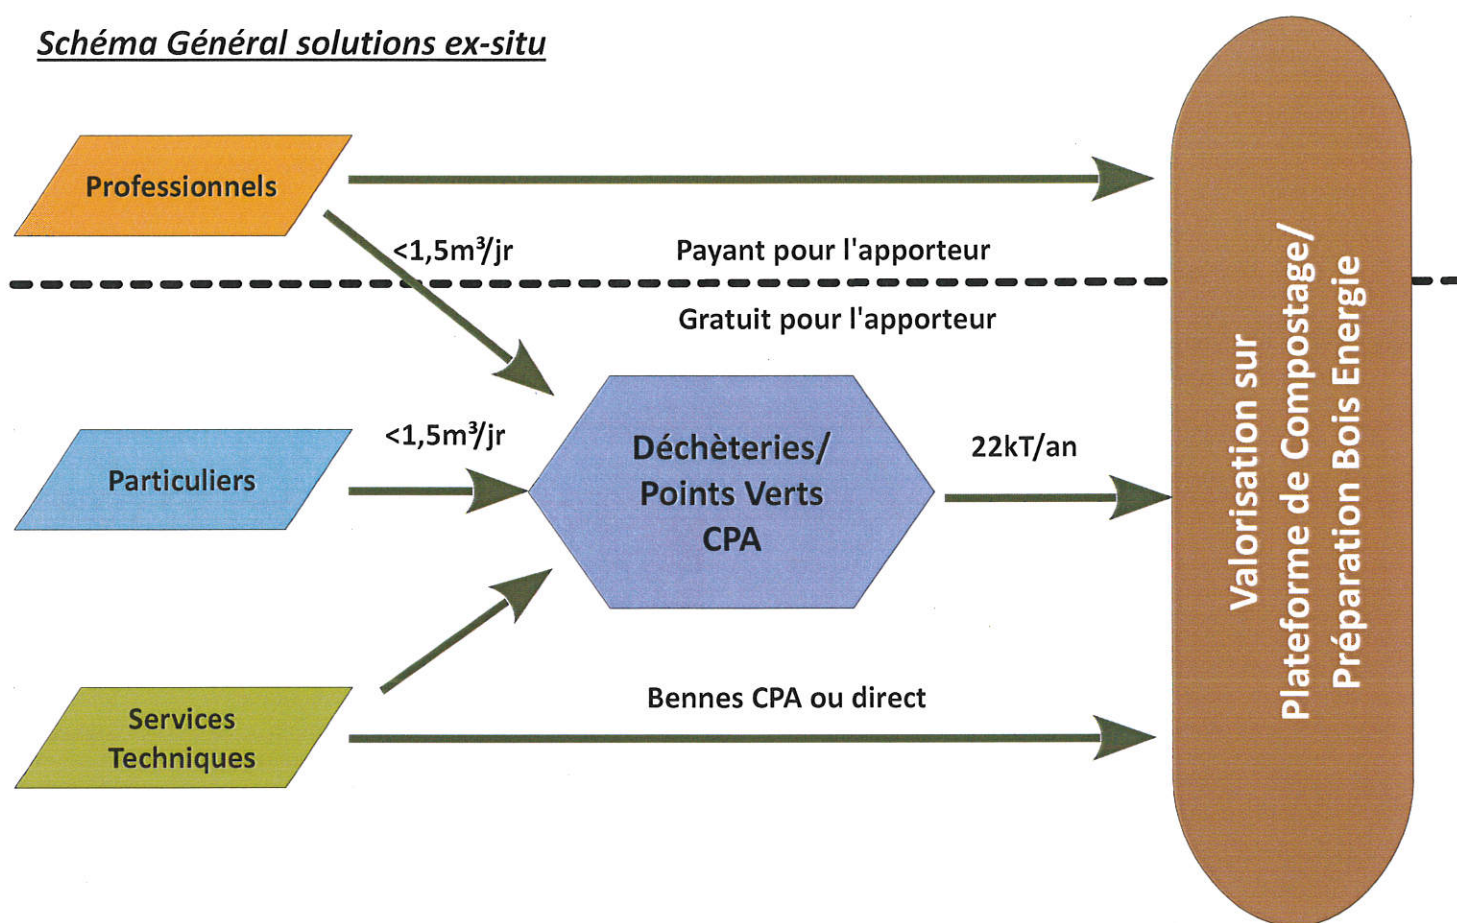 Schéma Général solutions ex-situ
Professionnels
<1,5m³/jr
Payant pour l'apporteur
Gratuit pour l'apporteur
Particuliers
<1,5m³/jr
Déchèteries/
Points Verts
CPA
22kT/an
Services
Techniques
Bennes CPA ou direct
Valorisation sur
Plateforme de Compostage/
Préparation Bois Energie